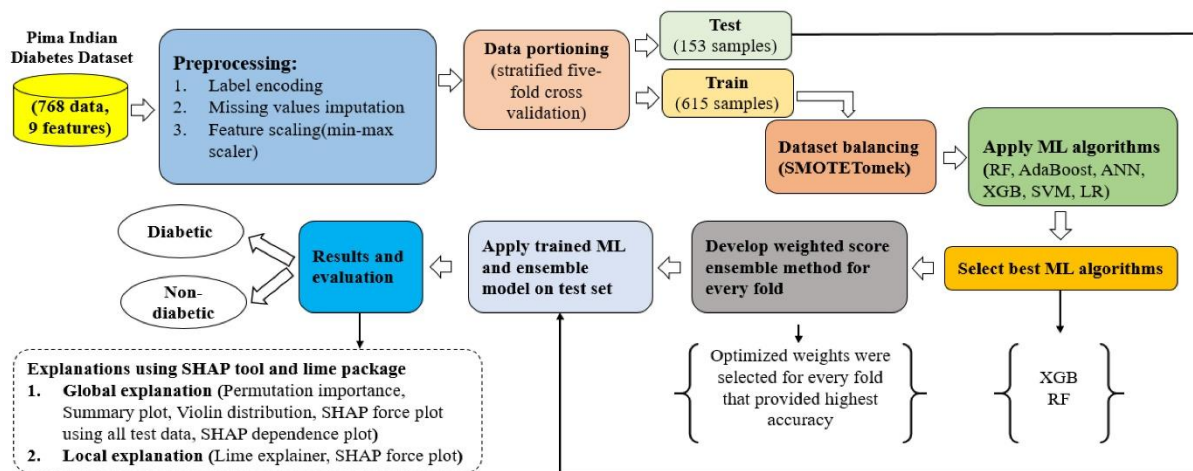 Pima Indian
Diabetes Dataset
(768 data,
9 features)
Preprocessing:
1. Label encoding
2. Missing values imputation
3. Feature scaling(min-max
scaler)
Data portioning
(stratified five-
fold cross
validation)
Test
(153 samples)
Train
(615 samples)
Dataset balancing
(SMOTETomek)
Apply ML algorithms
(RF, AdaBoost, ANN,
XGB, SVM, LR)
Select best ML algorithms
XGB
RF
Develop weighted score
ensemble method for
every fold
Optimized weights were
selected for every fold
that provided highest
accuracy
Apply trained ML
and ensemble
model on test set
Results and
evaluation
Diabetic
Non-
diabetic
Explanations using SHAP tool and lime package
1. Global explanation (Permutation importance,
Summary plot, Violin distribution, SHAP force plot
using all test data, SHAP dependence plot)
2. Local explanation (Lime explainer, SHAP force plot)